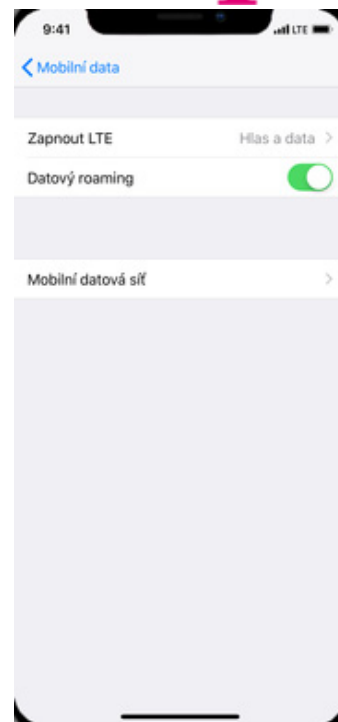 9:41 LTE
Mobilní data
Zapnout LTE Hlas a data
Datový roaming
Mobilní datová síť